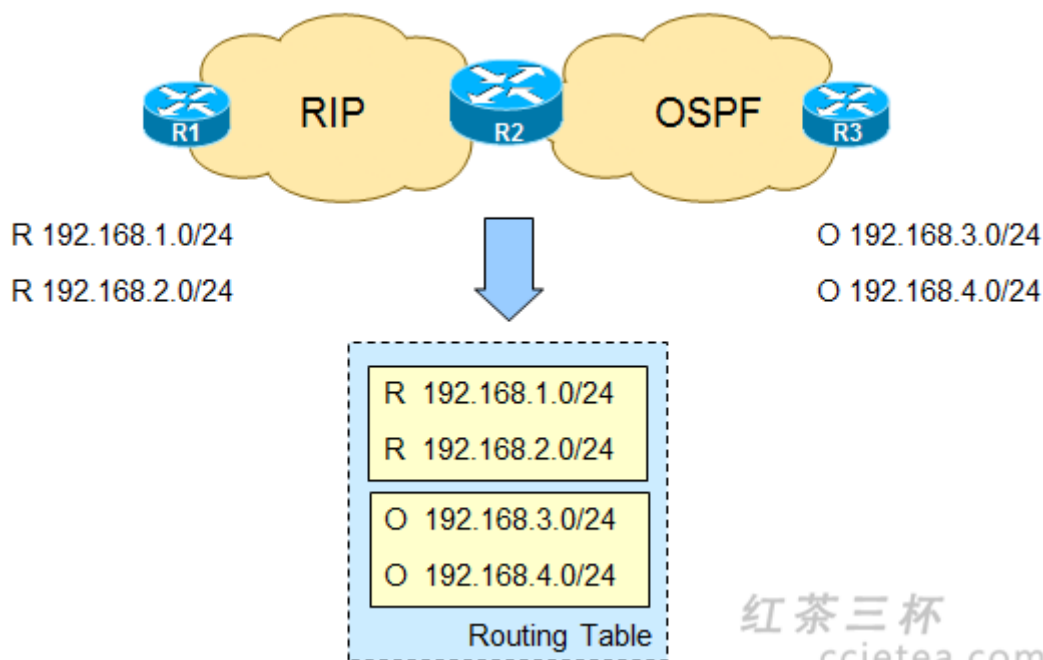 RIP
OSPF
R1
R2
R3
R 192.168.1.0/24
O 192.168.3.0/24
R 192.168.2.0/24
O 192.168.4.0/24
R 192.168.1.0/24
R 192.168.2.0/24
O 192.168.3.0/24
O 192.168.4.0/24
Routing Table
红茶三杯
ccietea.com